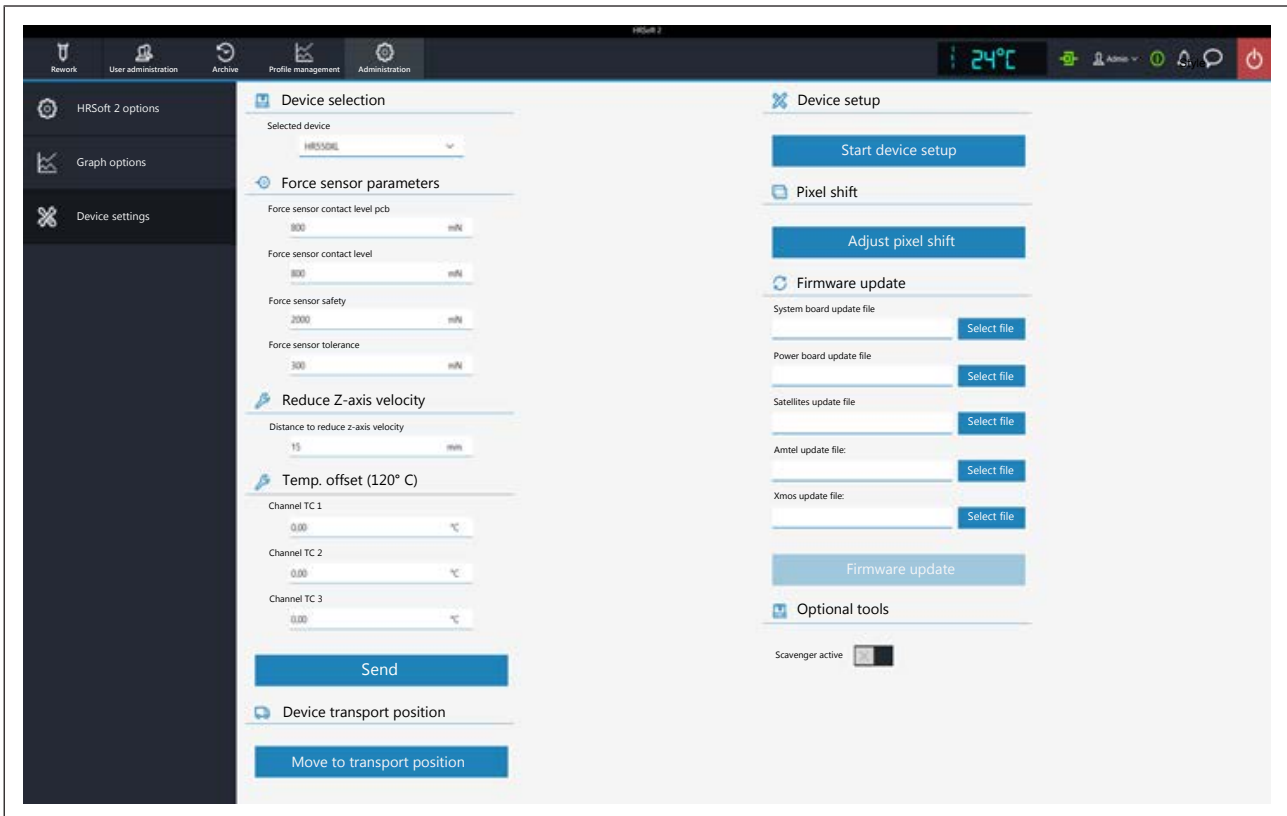 HRSoft 2
Rework User administration Archive Profile management Administration
24°C
Admin
Style
HRSoft 2 options
Graph options
Device settings
Device selection
Selected device
HR550XL
Force sensor parameters
Force sensor contact level pcb
800 mN
Force sensor contact level
800 mN
Force sensor safety
2000 mN
Force sensor tolerance
300 mN
Reduce Z-axis velocity
Distance to reduce z-axis velocity
15 mm
Temp. offset (120° C)
Channel TC 1
0,00 °C
Channel TC 2
0,00 °C
Channel TC 3
0,00 °C
Send
Device transport position
Move to transport position
Device setup
Start device setup
Pixel shift
Adjust pixel shift
Firmware update
System board update file
Select file
Power board update file
Select file
Satellites update file
Select file
Amtel update file:
Select file
Xmos update file:
Select file
Firmware update
Optional tools
Scavenger active